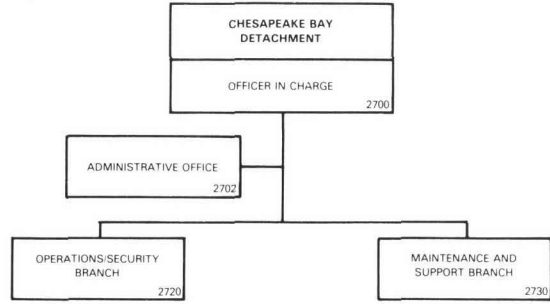 CHESAPEAKE BAY
DETACHMENT
OFFICER IN CHARGE
2700
ADMINISTRATIVE OFFICE
2702
OPERATIONS/SECURITY
BRANCH
2720
MAINTENANCE AND
SUPPORT BRANCH
2730